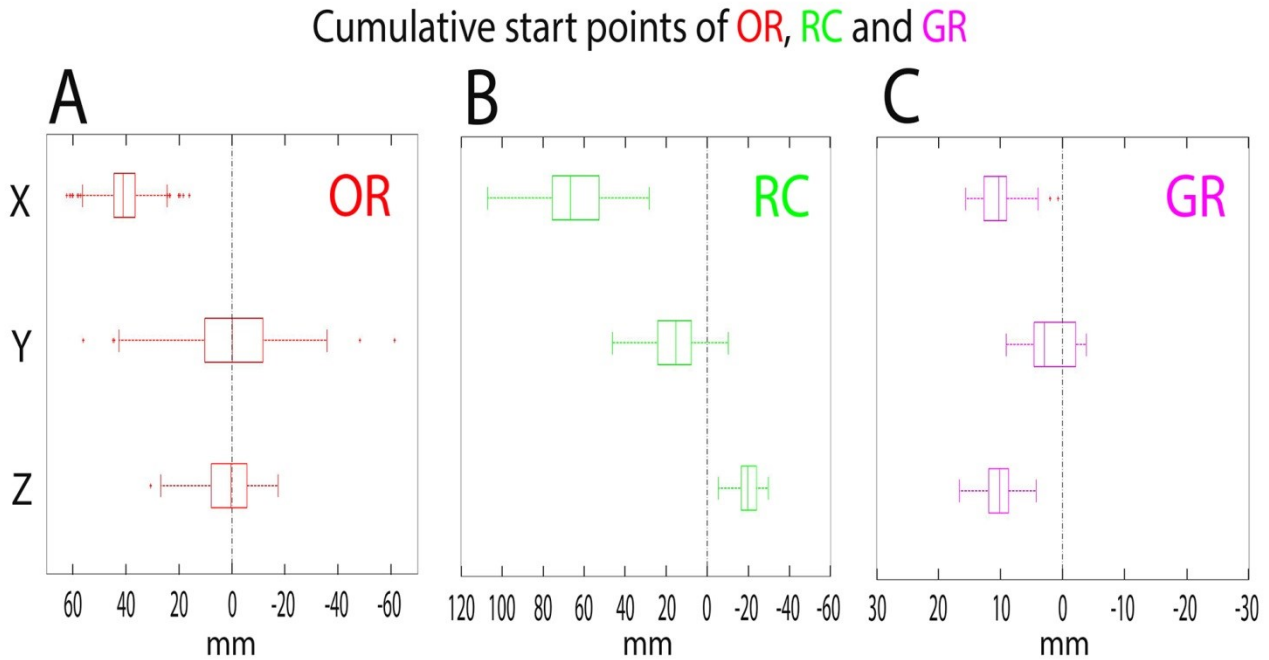 Cumulative start points of OR, RC and GR
A B C
X OR RC GR
Y
Z
60 40 20 0 -20 -40 -60 120 100 80 60 40 20 0 -20 -40 -60 30 20 10 0 -10 -20 -30
mm mm mm